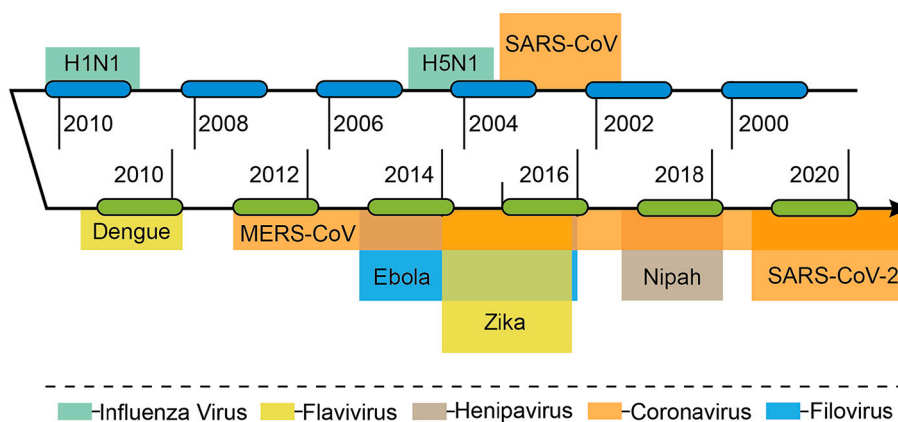 H1N1
H5N1
SARS-CoV
2010
2008
2006
2004
2002
2000
2010
2012
2014
2016
2018
2020
Dengue
MERS-CoV
Ebola
Nipah
SARS-CoV-2
Zika
Influenza Virus
Flavivirus
Henipavirus
Coronavirus
Filovirus